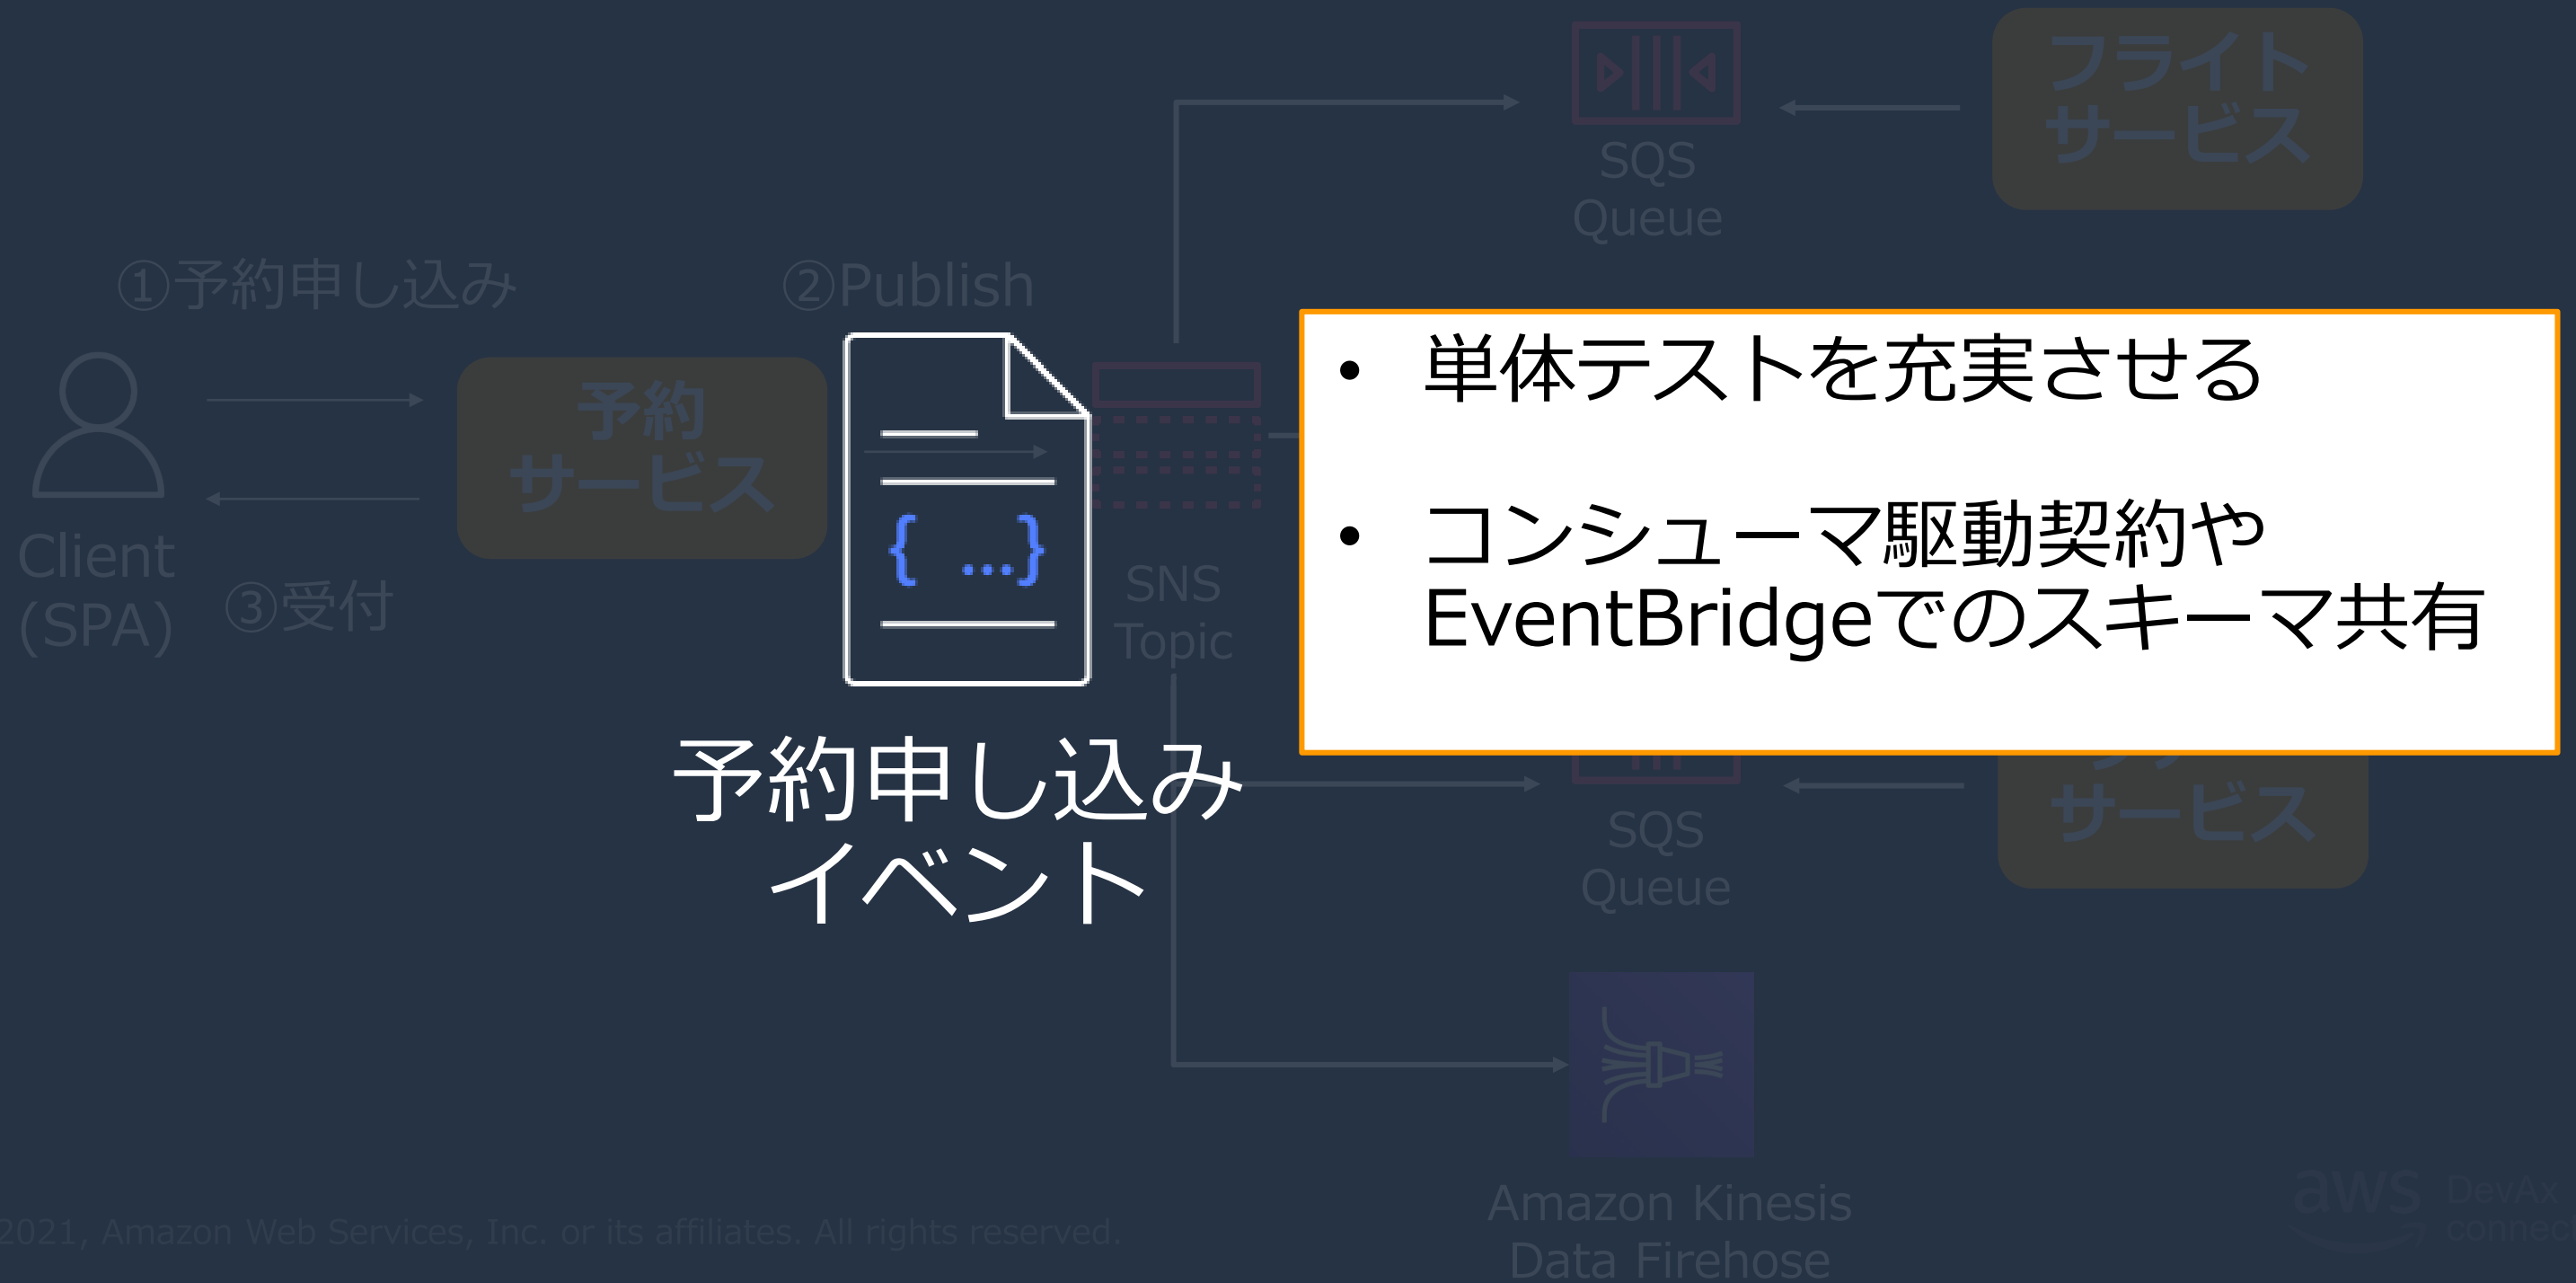 フライト
サービス
SQS
Queue
①予約申し込み
②Publish
予約
サービス
Client
(SPA)
③受付
{ …}
SNS
Topic
予約申し込み
イベント
• 単体テストを充実させる
• コンシューマ駆動契約や
EventBridgeでのスキーマ共有
サービス
SQS
Queue
Amazon Kinesis
Data Firehose
2021, Amazon Web Services, Inc. or its affiliates. All rights reserved.
aws
DevAx
connect